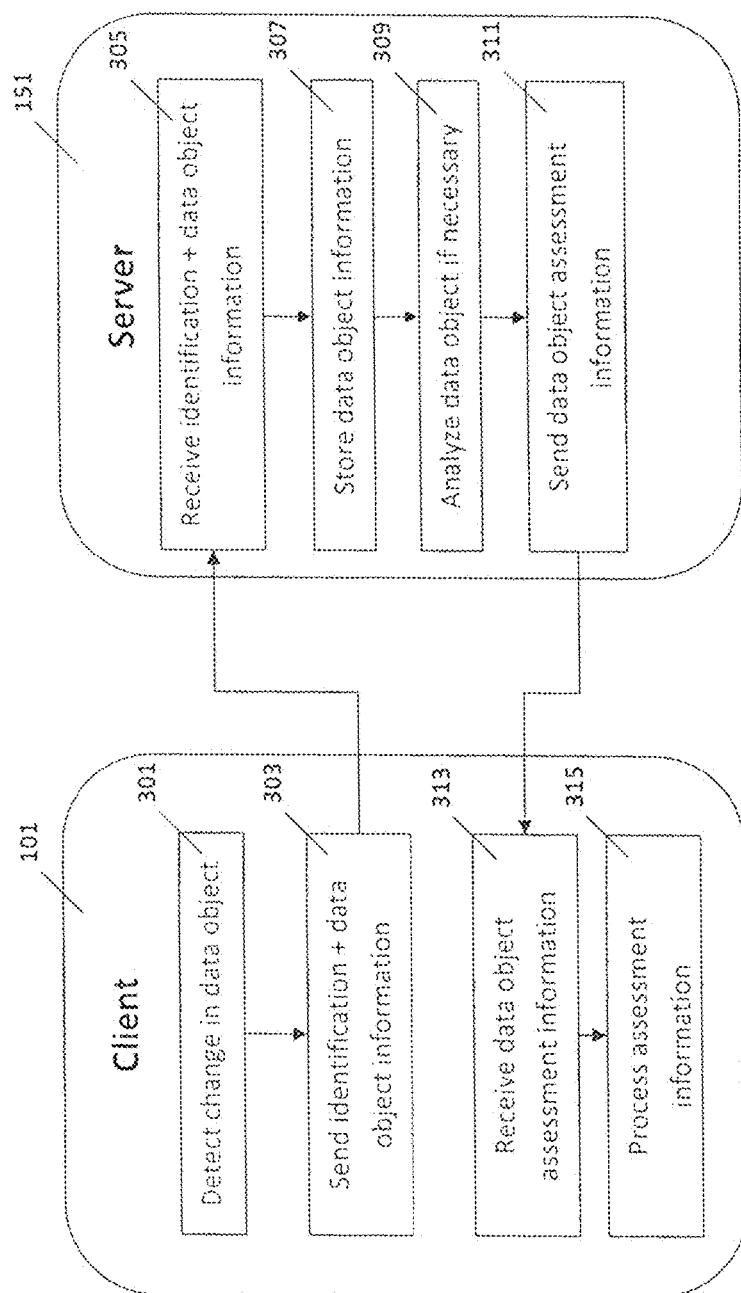 101
Client
301
Detect change in data object
303
Send identification + data
object information
313
Receive data object
assessment information
315
Process assessment
information
151
Server
305
Receive identification + data object
information
307
Store data object information
309
Analyze data object if necessary
311
Send data object assessment
information